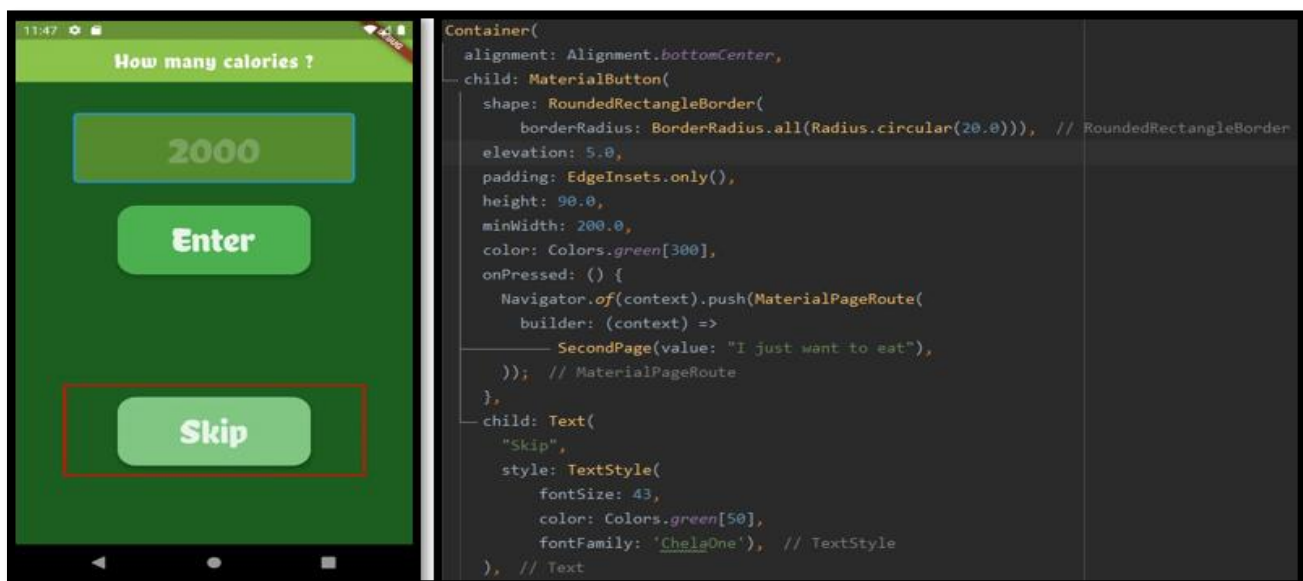 11:47
DEBUG
How many calories ?
2000
Enter
Skip
Container(
alignment: Alignment.bottomCenter,
child: MaterialButton(
shape: RoundedRectangleBorder(
borderRadius: BorderRadius.all(Radius.circular(20.0))),  // RoundedRectangleBorder
elevation: 5.0,
padding: EdgeInsets.only(),
height: 90.0,
minWidth: 200.0,
color: Colors.green[300],
onPressed: () {
Navigator.of(context).push(MaterialPageRoute(
builder: (context) =>
SecondPage(value: "I just want to eat"),
));  // MaterialPageRoute
},
child: Text(
"Skip",
style: TextStyle(
fontSize: 43,
color: Colors.green[50],
fontFamily: 'ChelaOne'),  // TextStyle
),  // Text